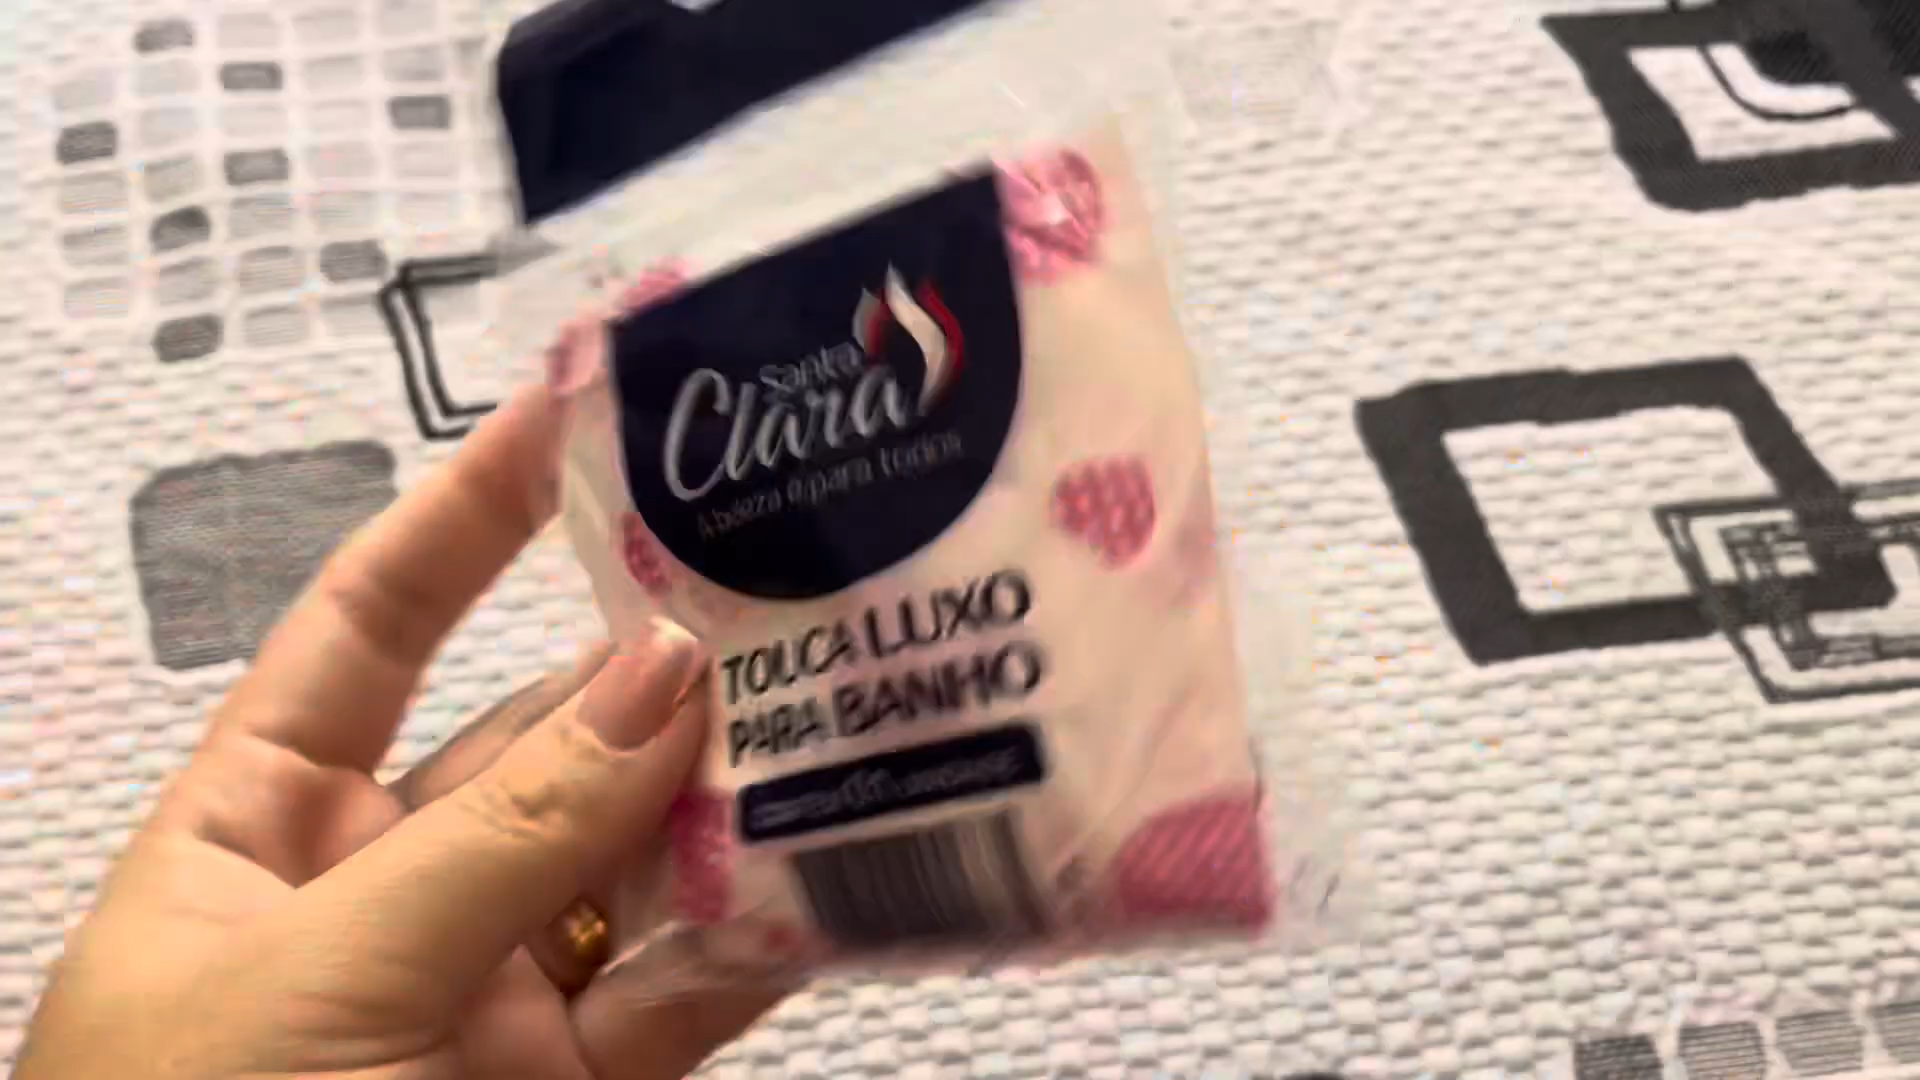 Santa
Clara
A beleza é para todos
TOUCA LUXO
PARA BANHO